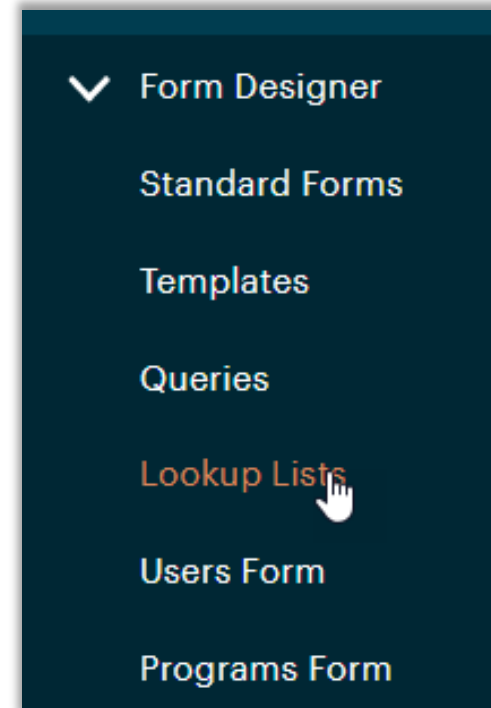 Form Designer
Standard Forms
Templates
Queries
Lookup Lists
Users Form
Programs Form